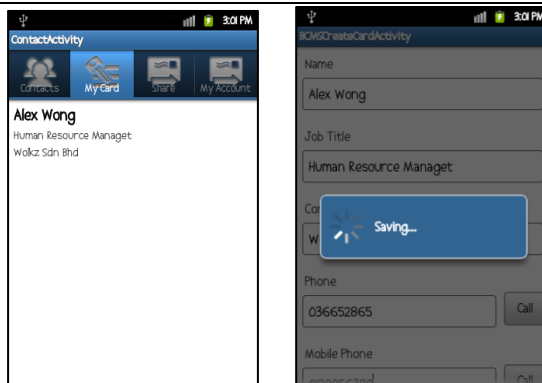 3:01 PM
ContactActivity
Contacts My Card Share My Account
Alex Wong
Human Resource Managet
Wolkz Sdn Bhd
3:01 PM
BCMSCreateCardActivity
Name
Alex Wong
Job Title
Human Resource Managet
Saving...
Phone
036652865 Call
Mobile Phone
Call